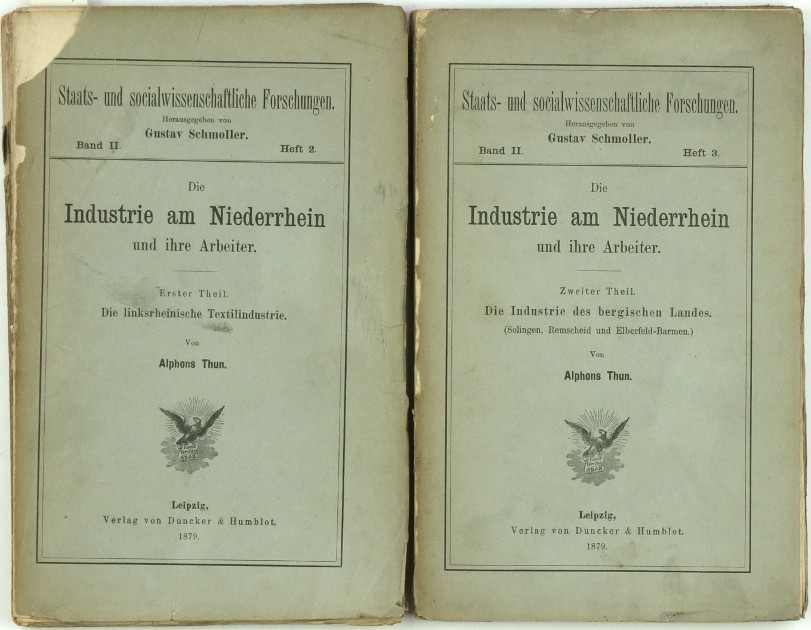 Staats- und socialwissenschaftliche Forschungen.
Herausgegeben von
Gustav Schmoller.
Band II.
Heft 2.
Die
Industrie am Niederrhein
und ihre Arbeiter.
Erster Theil.
Die linksrheinische Textilindustrie.
Von
Alphons Thun.
Leipzig,
Verlag von Duncker & Humblot.
1879.
Staats- und socialwissenschaftliche Forschungen.
Herausgegeben von
Gustav Schmoller.
Band II.
Heft 3.
Die
Industrie am Niederrhein
und ihre Arbeiter.
Zweiter Theil.
Die Industrie des bergischen Landes.
(Solingen, Remscheid und Elberfeld-Barmen.)
Von
Alphons Thun.
Leipzig,
Verlag von Duncker & Humblot.
1879.